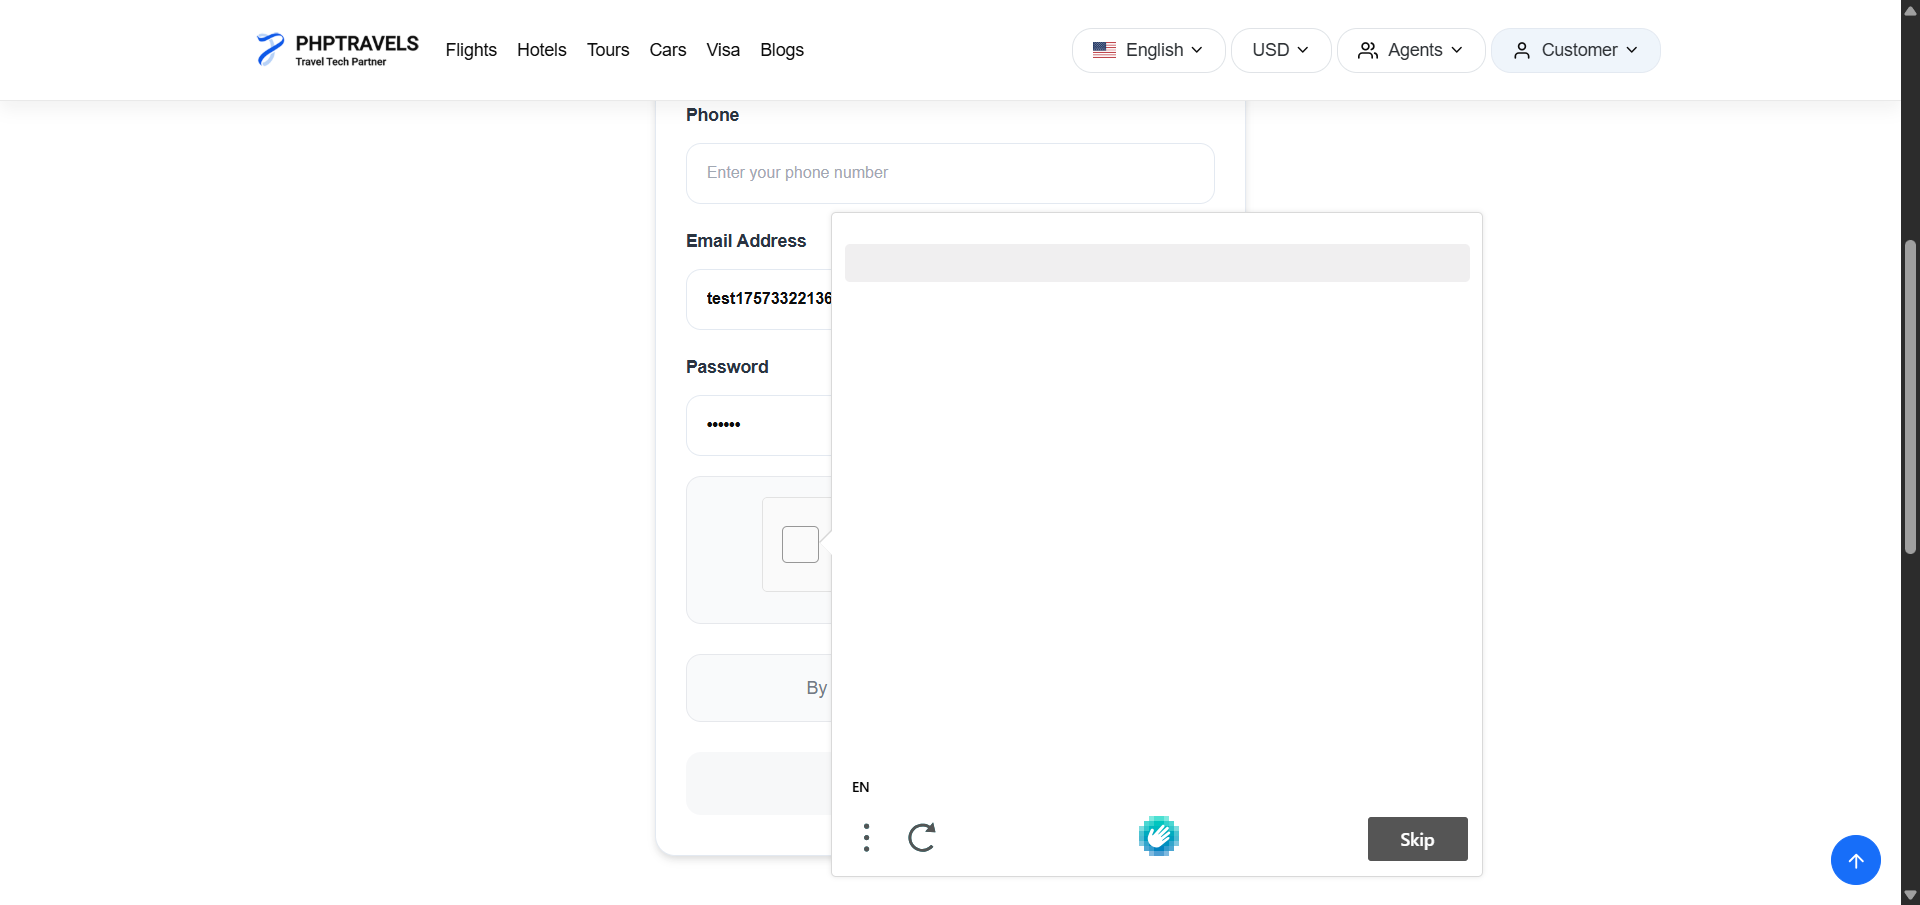 PHPTRAVELS
Travel Tech Partner
Flights Hotels Tours Cars Visa Blogs
English USD Agents Customer
Phone
Enter your phone number
Email Address
test17573322136
Password
••••••
By
EN
Skip